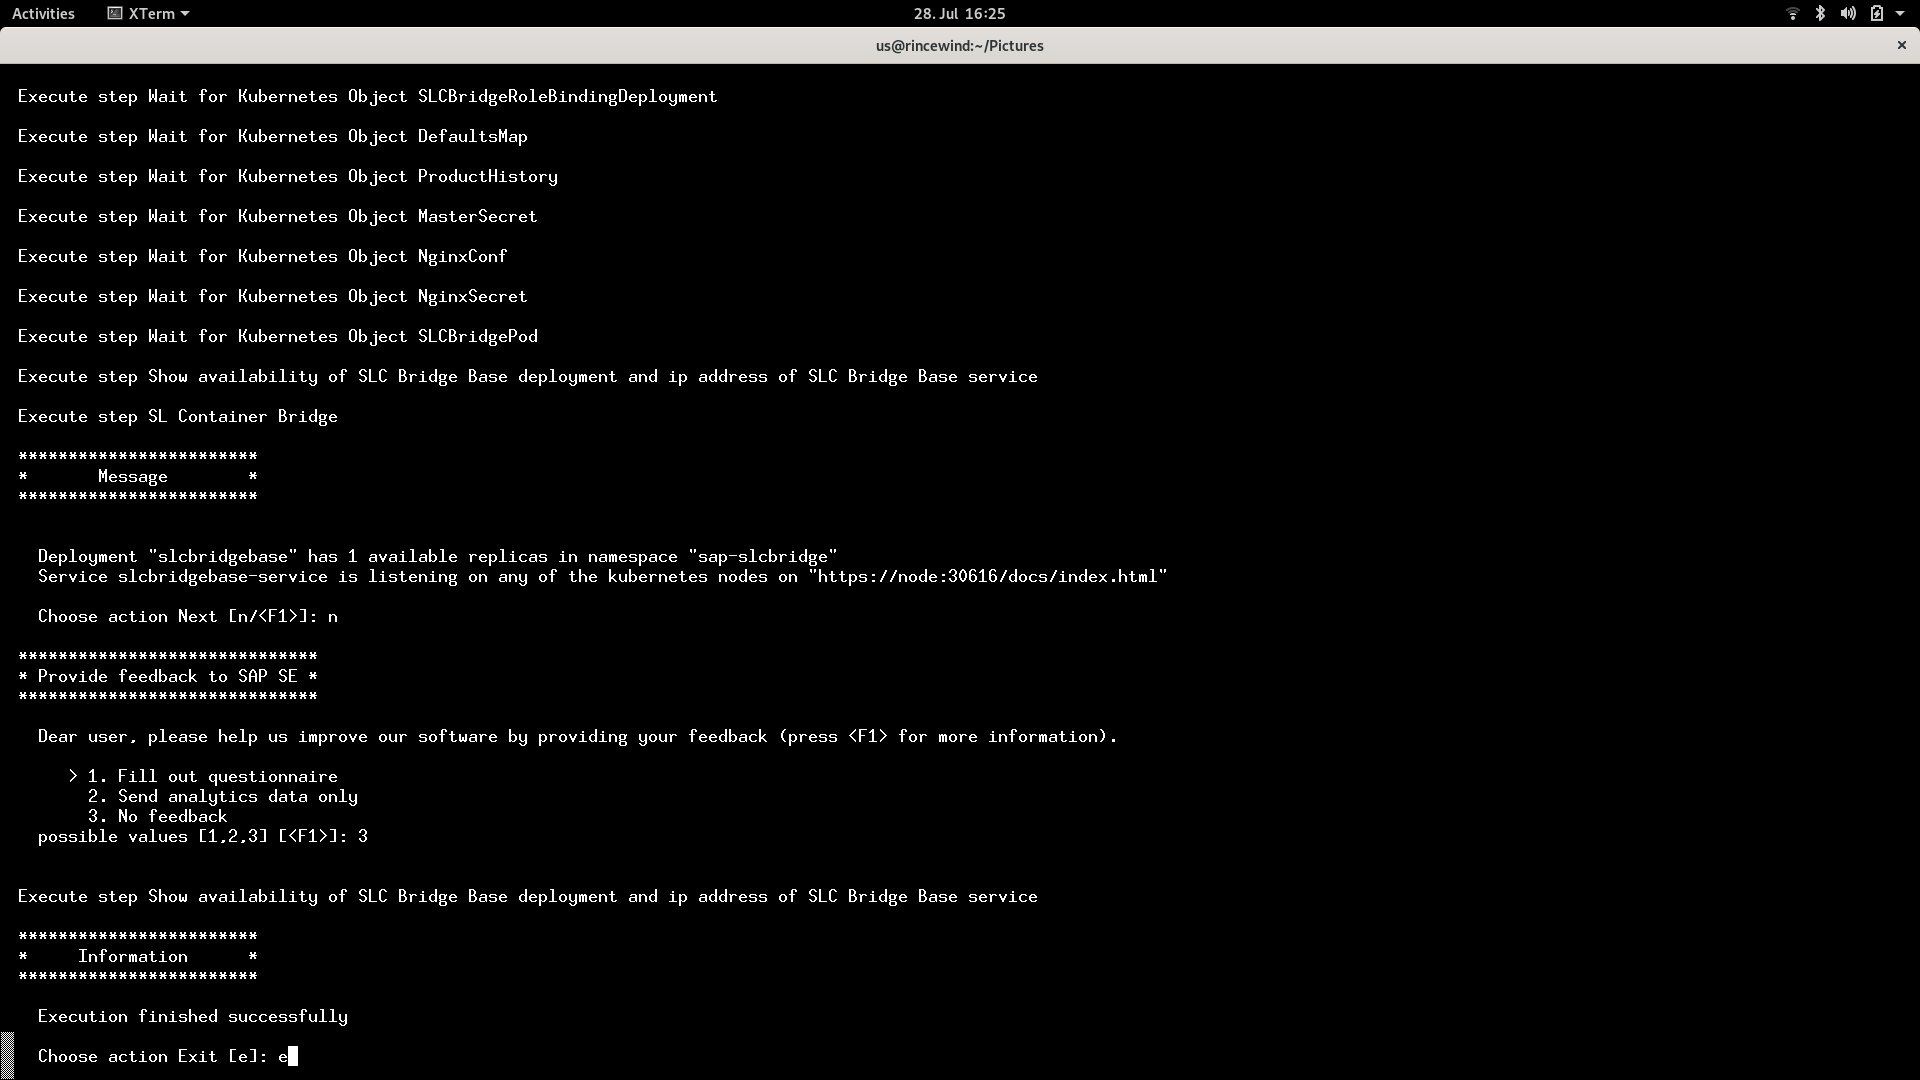 Activities XTerm 28. Jul 16:25
us@rincewind:~/Pictures ×
Execute step Wait for Kubernetes Object SLCBridgeRoleBindingDeployment
Execute step Wait for Kubernetes Object DefaultsMap
Execute step Wait for Kubernetes Object ProductHistory
Execute step Wait for Kubernetes Object MasterSecret
Execute step Wait for Kubernetes Object NginxConf
Execute step Wait for Kubernetes Object NginxSecret
Execute step Wait for Kubernetes Object SLCBridgePod
Execute step Show availability of SLC Bridge Base deployment and ip address of SLC Bridge Base service
Execute step SL Container Bridge
************************
*       Message        *
************************
Deployment "slcbridgebase" has 1 available replicas in namespace "sap-slcbridge"
Service slcbridgebase-service is listening on any of the kubernetes nodes on "https://node:30616/docs/index.html"
Choose action Next [n/<F1>]: n
******************************
* Provide feedback to SAP SE *
******************************
Dear user, please help us improve our software by providing your feedback (press <F1> for more information).
> 1. Fill out questionnaire
2. Send analytics data only
3. No feedback
possible values [1,2,3] [<F1>]: 3
Execute step Show availability of SLC Bridge Base deployment and ip address of SLC Bridge Base service
************************
*     Information      *
************************
Execution finished successfully
Choose action Exit [e]: e